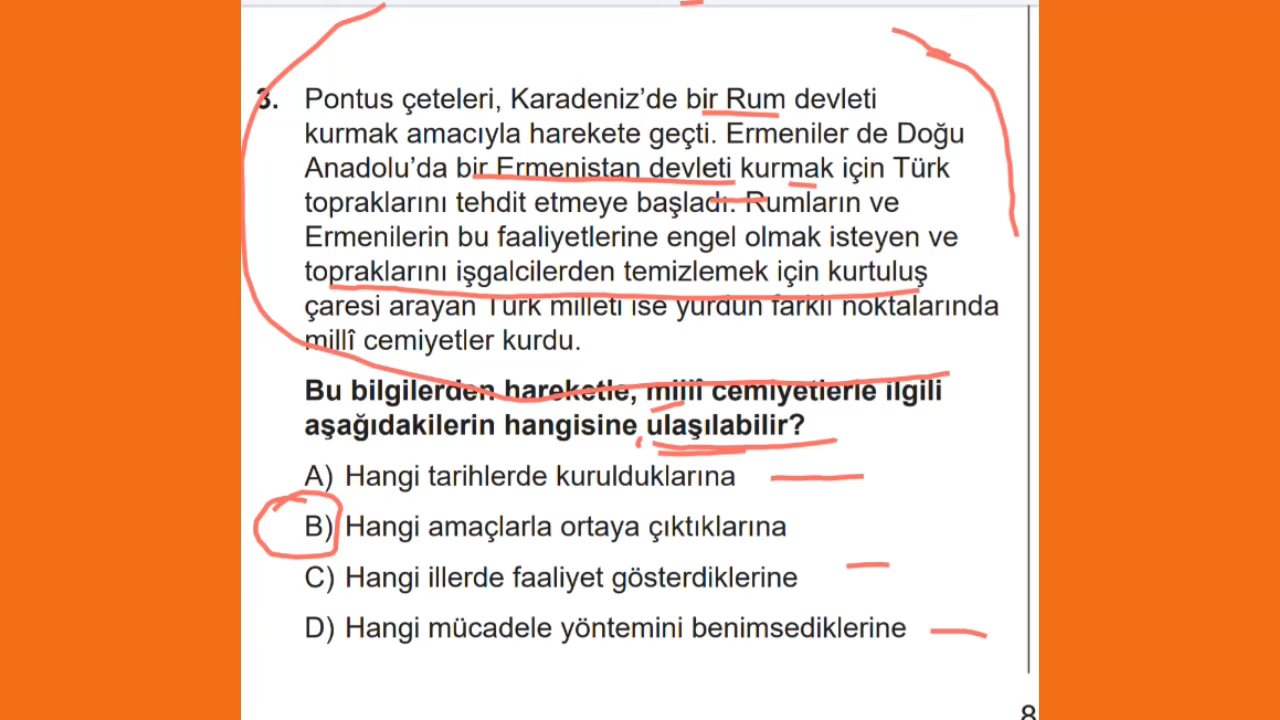 3. Pontus çeteleri, Karadeniz’de bir Rum devleti
kurmak amacıyla harekete geçti. Ermeniler de Doğu
Anadolu’da bir Ermenistan devleti kurmak için Türk
topraklarını tehdit etmeye başladı. Rumların ve
Ermenilerin bu faaliyetlerine engel olmak isteyen ve
topraklarını işgalcilerden temizlemek için kurtuluş
çaresi arayan Türk milleti ise yurdun farklı noktalarında
millî cemiyetler kurdu.
Bu bilgilerden hareketle, millî cemiyetlerle ilgili
aşağıdakilerin hangisine ulaşılabilir?
A) Hangi tarihlerde kurulduklarına
B) Hangi amaçlarla ortaya çıktıklarına
C) Hangi illerde faaliyet gösterdiklerine
D) Hangi mücadele yöntemini benimsediklerine
8